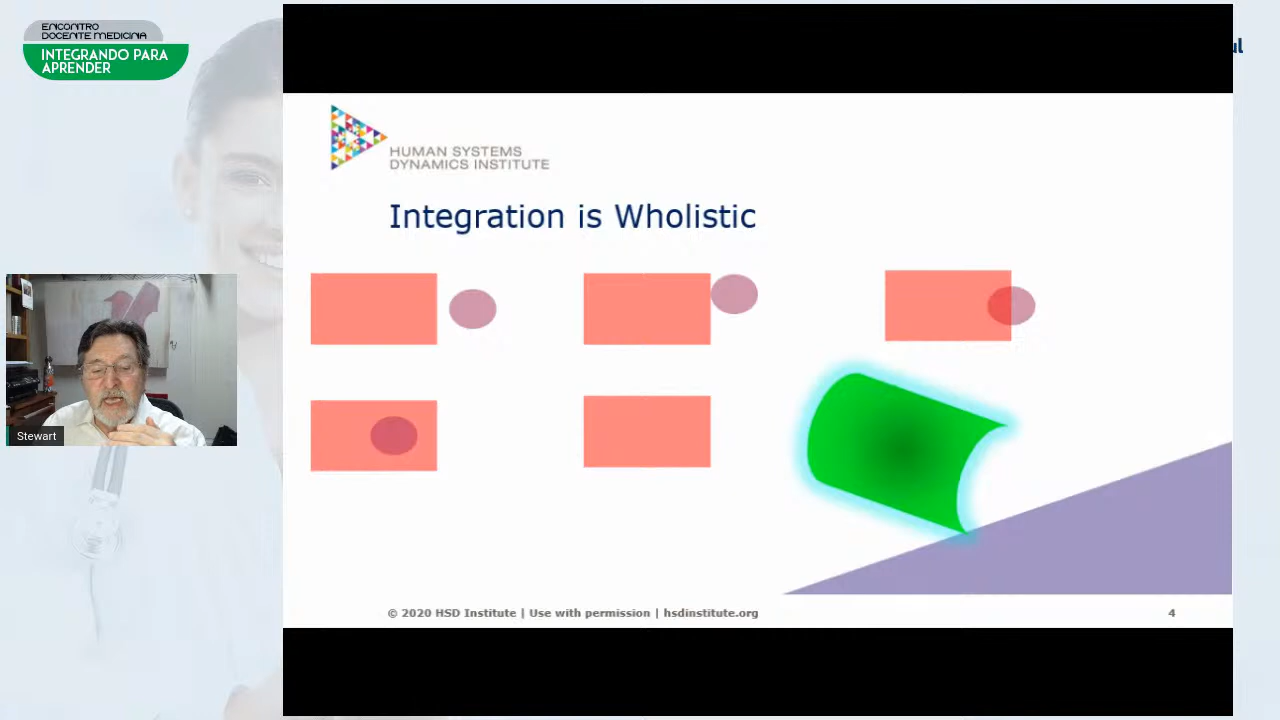 ENCONTRO
DOCENTE MEDICINA
INTEGRANDO PARA
APRENDER
ul
HUMAN SYSTEMS
DYNAMICS INSTITUTE
Integration is Wholistic
Stewart
© 2020 HSD Institute | Use with permission | hsdinstitute.org
4